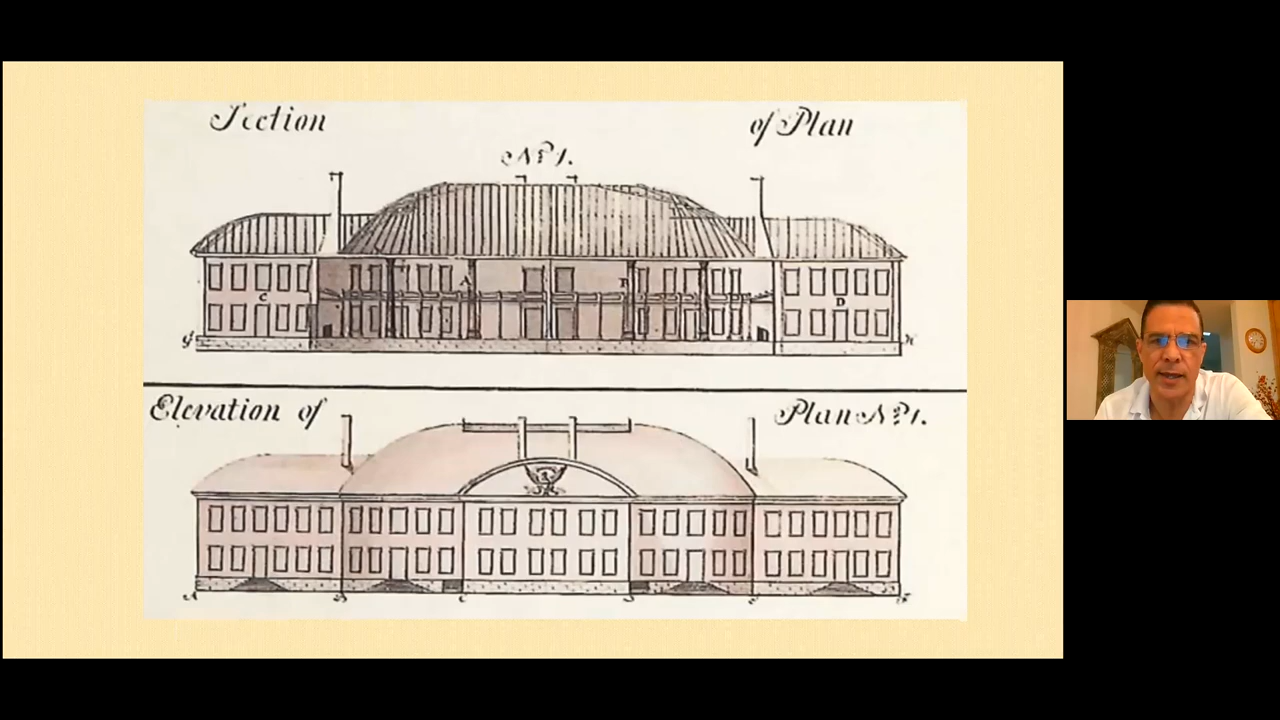 Section of Plan
Nº 1.
A B
C D
Elevation of Plan Nº 1.